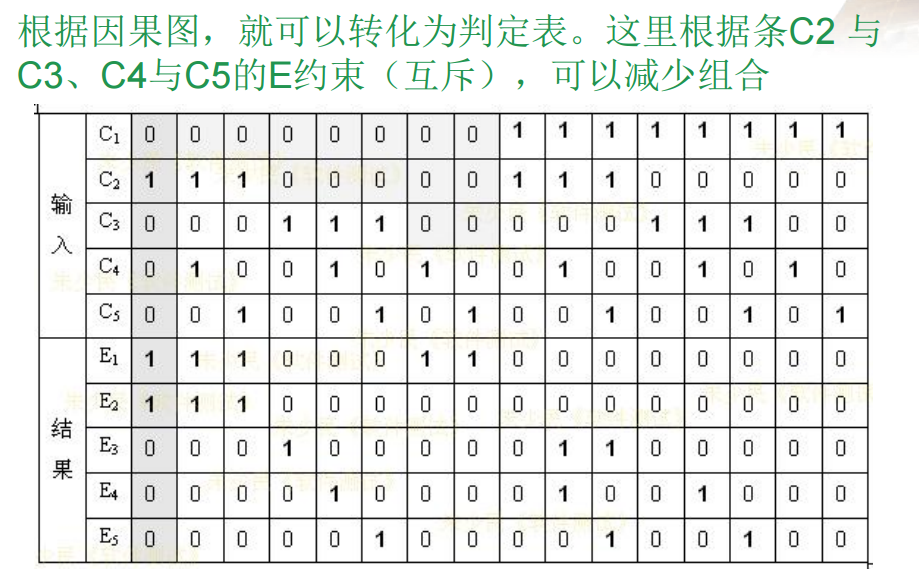 根据因果图，就可以转化为判定表。这里根据条C2 与
C3、C4与C5的E约束（互斥），可以减少组合
输入
C1 0 0 0 0 0 0 0 0 1 1 1 1 1 1 1 1
C2 1 1 1 0 0 0 0 0 1 1 1 0 0 0 0 0
C3 0 0 0 1 1 1 0 0 0 0 0 1 1 1 0 0
C4 0 1 0 0 1 0 1 0 0 1 0 0 1 0 1 0
C5 0 0 1 0 0 1 0 1 0 0 1 0 0 1 0 1
结果
E1 1 1 1 0 0 0 1 1 0 0 0 0 0 0 0 0
E2 1 1 1 0 0 0 0 0 0 0 0 0 0 0 0 0
E3 0 0 0 1 0 0 0 0 0 1 1 0 0 0 0 0
E4 0 0 0 0 1 0 0 0 0 1 0 0 1 0 0 0
E5 0 0 0 0 0 1 0 0 0 0 1 0 0 1 0 0